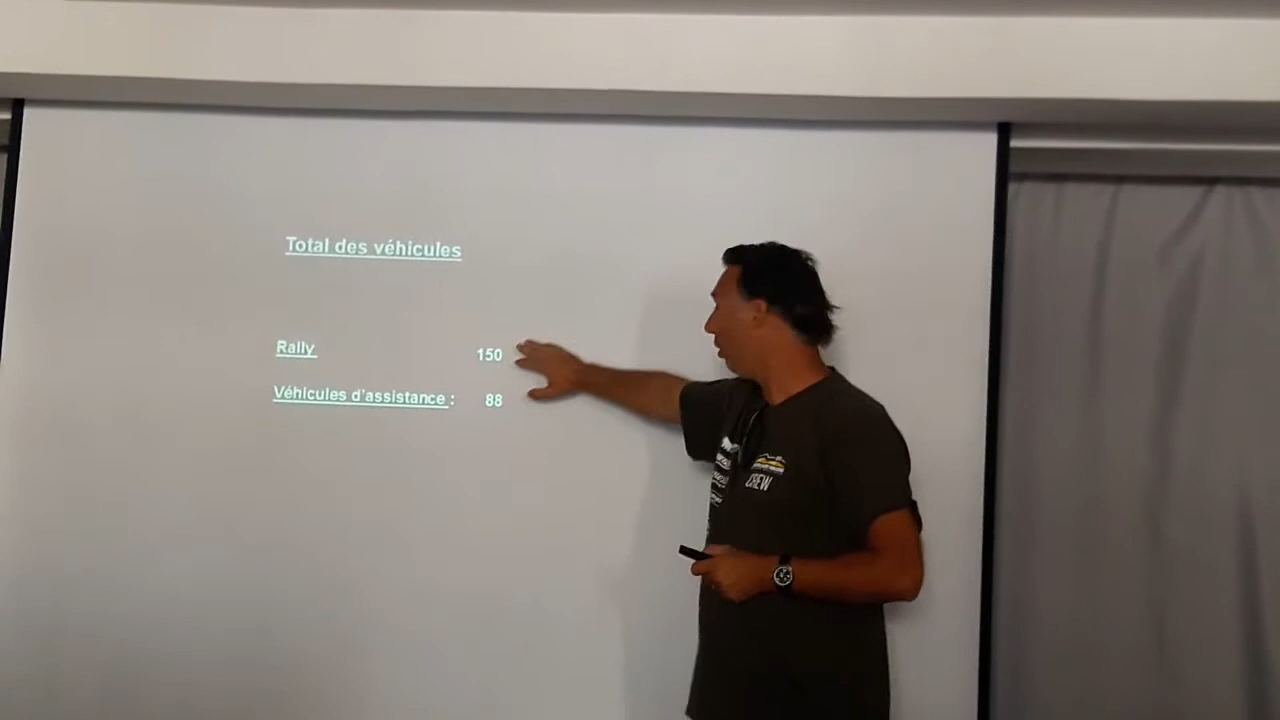 Total des véhicules
Rally 150
Véhicules d'assistance : 88
CREW